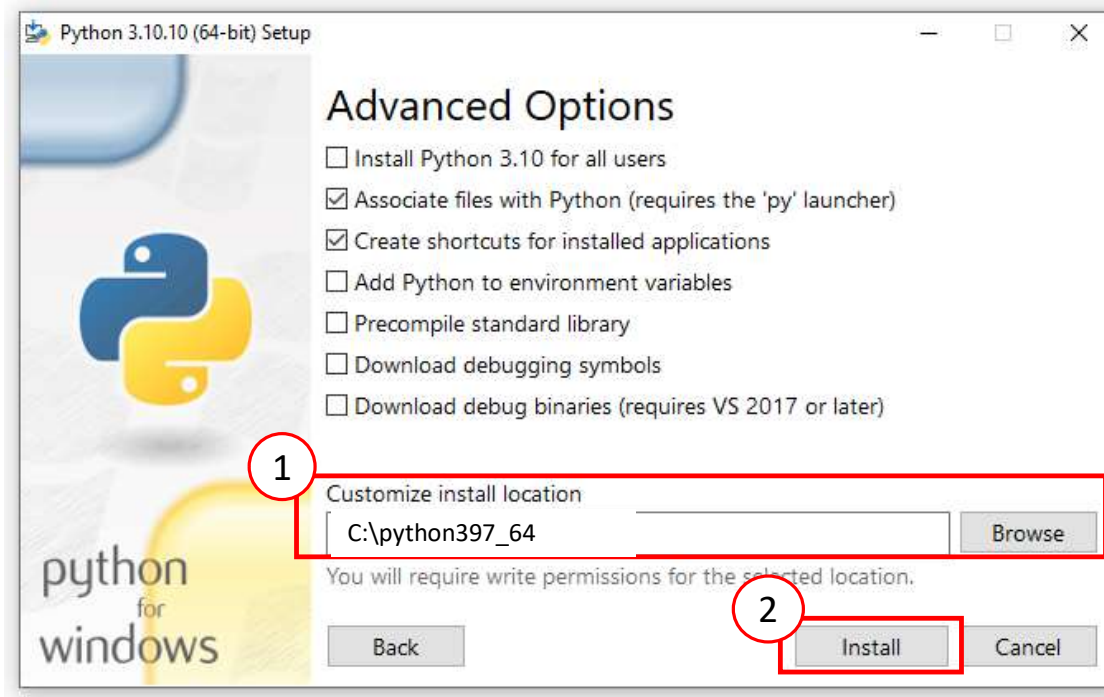 Python 3.10.10 (64-bit) Setup
Advanced Options
Install Python 3.10 for all users
Associate files with Python (requires the 'py' launcher)
Create shortcuts for installed applications
Add Python to environment variables
Precompile standard library
Download debugging symbols
Download debug binaries (requires VS 2017 or later)
1
Customize install location
C:\python397_64
Browse
You will require write permissions for the selected location.
2
python
for
windows
Back
Install
Cancel